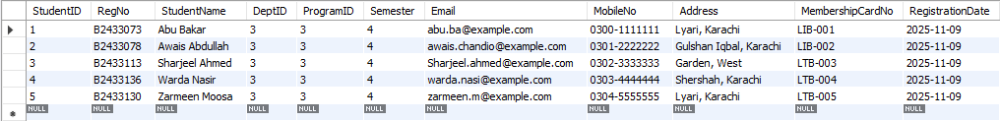 StudentID RegNo StudentName DeptID ProgramID Semester Email MobileNo Address MembershipCardNo RegistrationDate
1 B2433073 Abu Bakar 3 3 4 abu.ba@example.com 0300-1111111 Lyari, Karachi LIB-001 2025-11-09
2 B2433078 Awais Abdullah 3 3 4 awais.chandio@example.com 0301-2222222 Gulshan Iqbal, Karachi LIB-002 2025-11-09
3 B2433113 Sharjeel Ahmed 3 3 4 Sharjeel.ahmed@example.com 0302-3333333 Garden, West LTB-003 2025-11-09
4 B2433136 Warda Nasir 3 3 4 warda.nasi@example.com 0303-4444444 Shershah, Karachi LTB-004 2025-11-09
5 B2433130 Zarmeen Moosa 3 3 4 zarmeen.m@example.com 0304-5555555 Lyari, Karachi LTB-005 2025-11-09
NULL NULL NULL NULL NULL NULL NULL NULL NULL NULL NULL